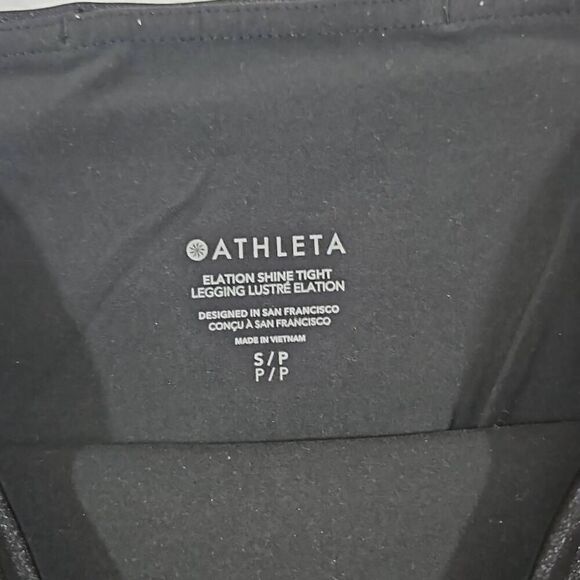 ATHLETA
ELATION SHINE TIGHT
LEGGING LUSTRÉ ELATION
DESIGNED IN SAN FRANCISCO
CONÇU À SAN FRANCISCO
MADE IN VIETNAM
S/P
P/P